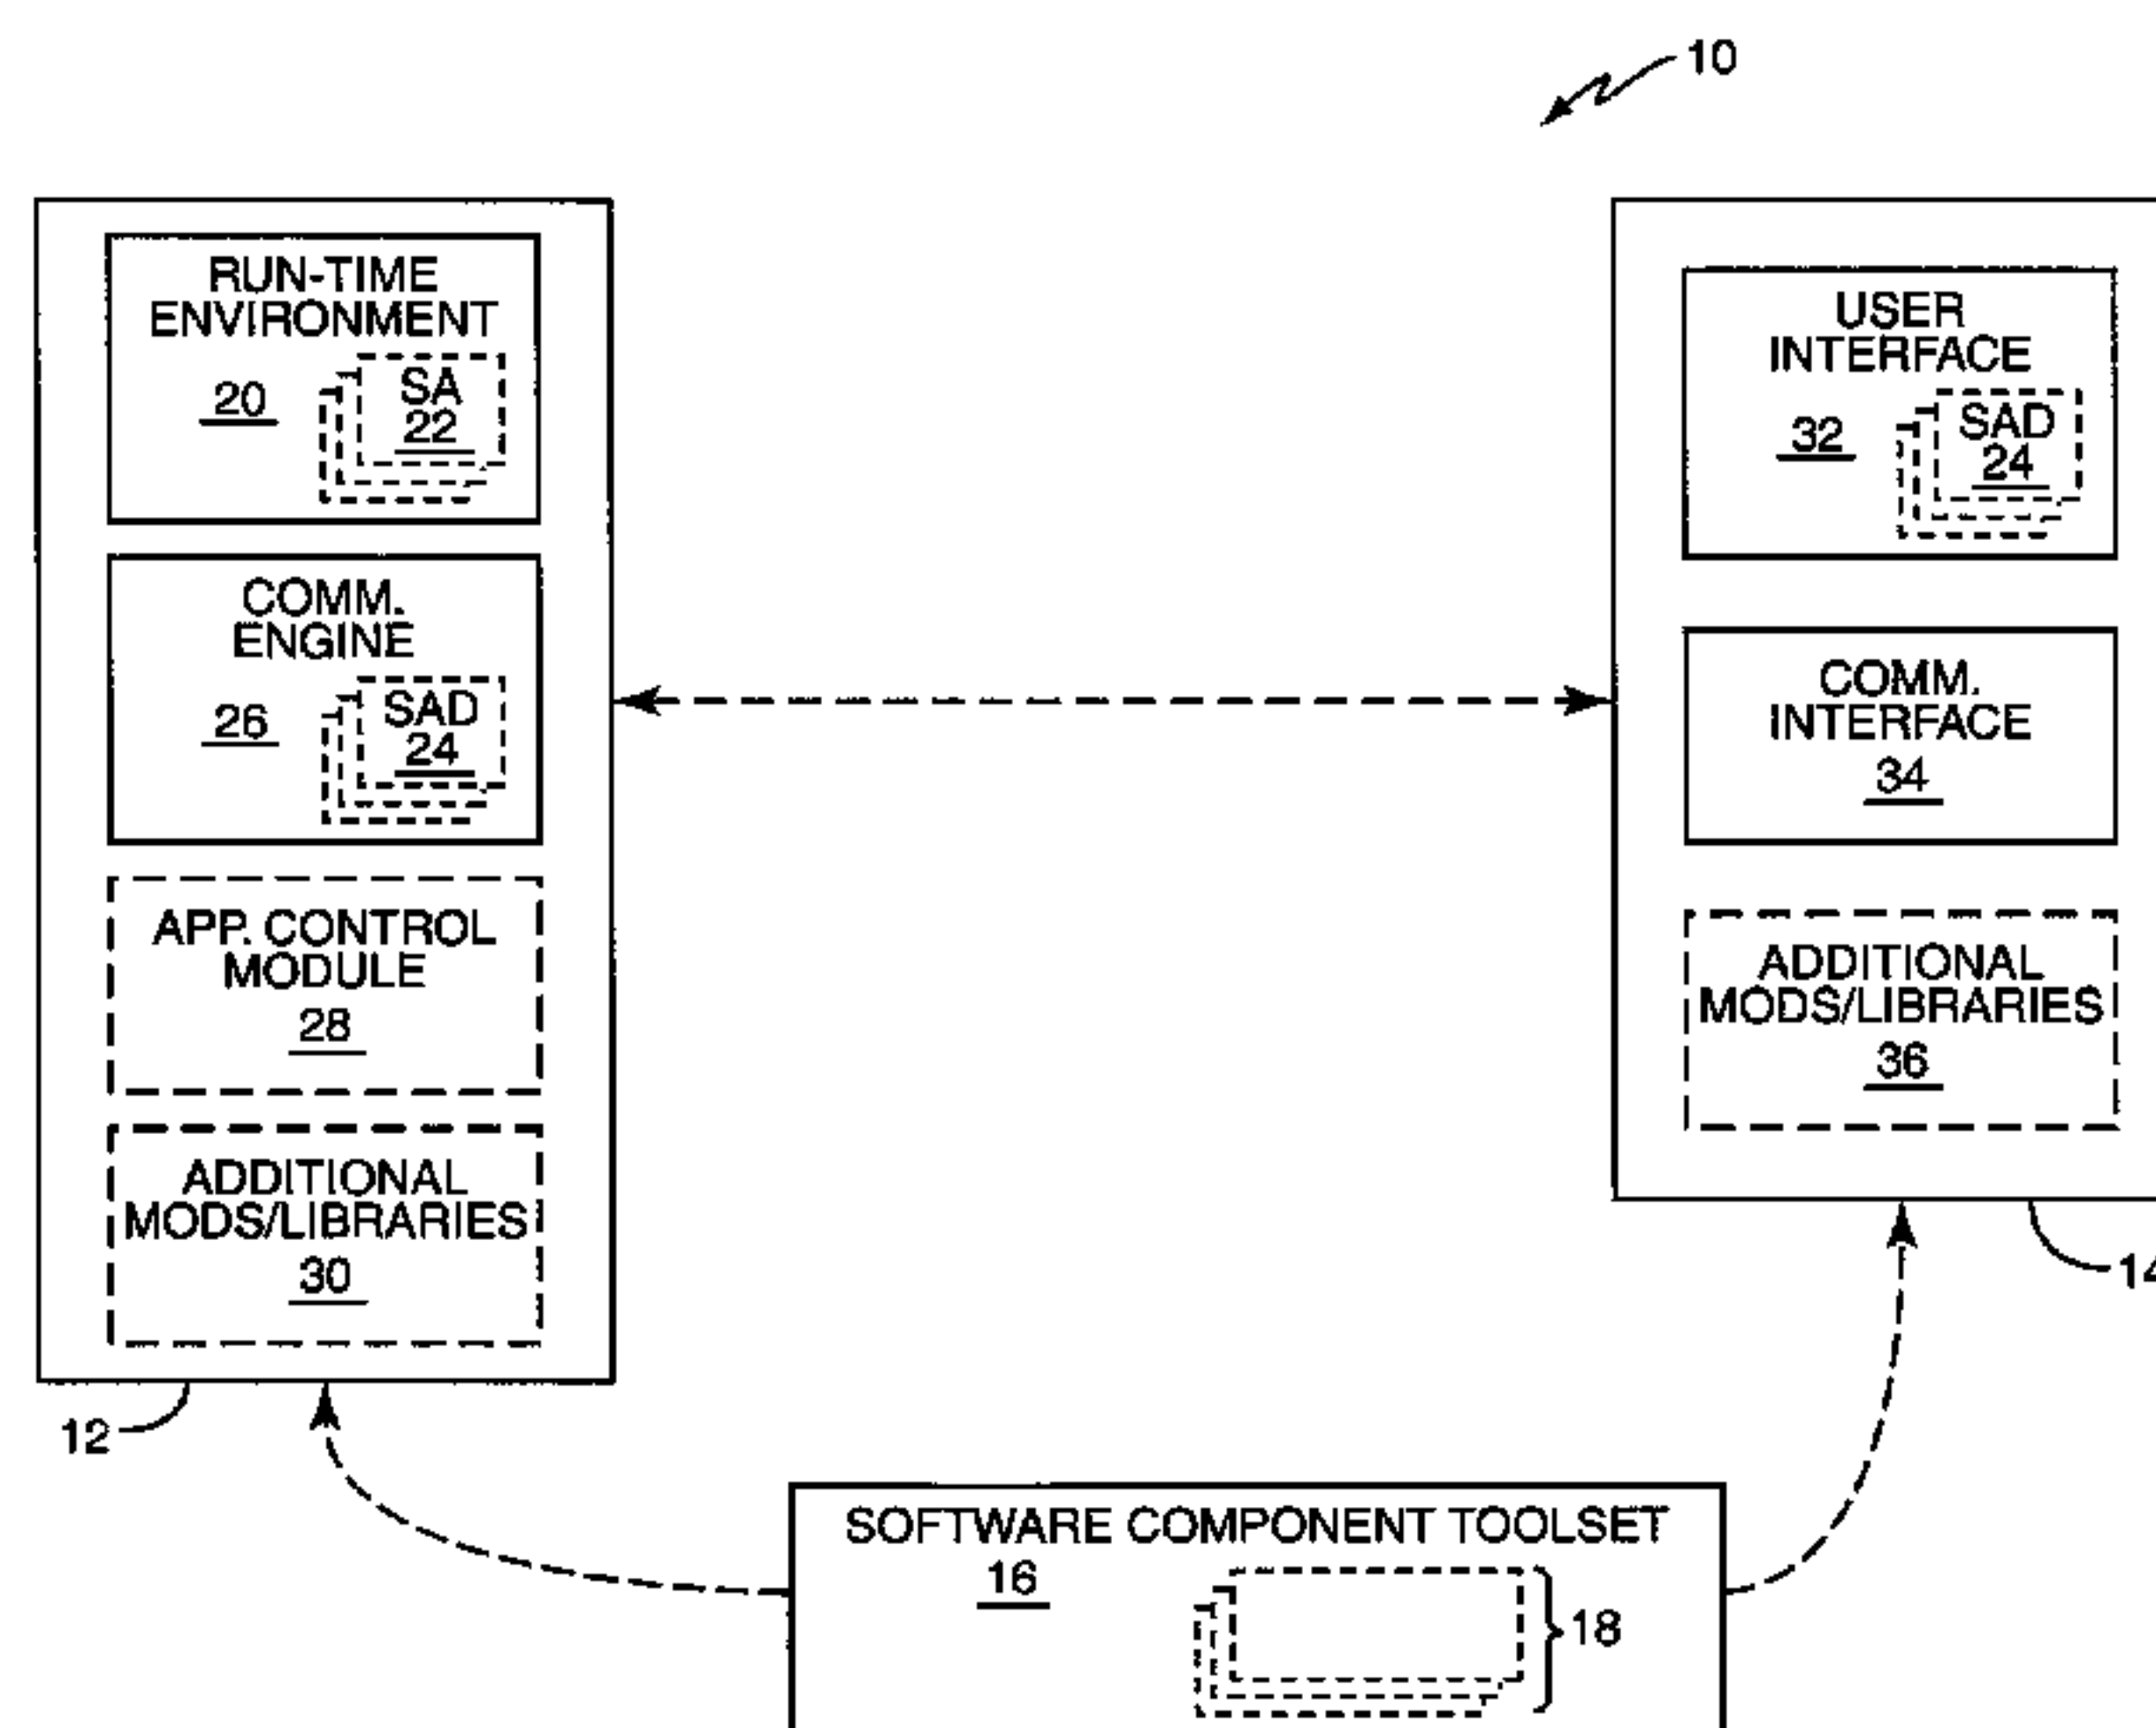 10
RUN-TIME
ENVIRONMENT
20
SA
22
COMM.
ENGINE
26
SAD
24
APP. CONTROL
MODULE
28
ADDITIONAL
MODS/LIBRARIES
30
12
USER
INTERFACE
32
SAD
24
COMM.
INTERFACE
34
ADDITIONAL
MODS/LIBRARIES
36
14
SOFTWARE COMPONENT TOOLSET
16
18